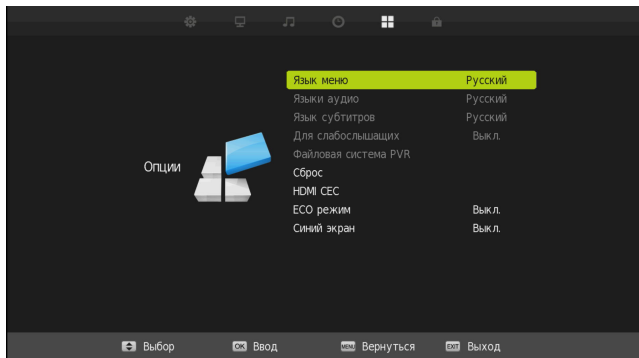 Язык меню Русский
Языки аудио Русский
Язык субтитров Русский
Для слабослышащих Выкл.
Файловая система PVR
Опции
Сброс
HDMI CEC
ECO режим Выкл.
Синий экран Выкл.
Выбор OK Ввод MENU Вернуться EXIT Выход